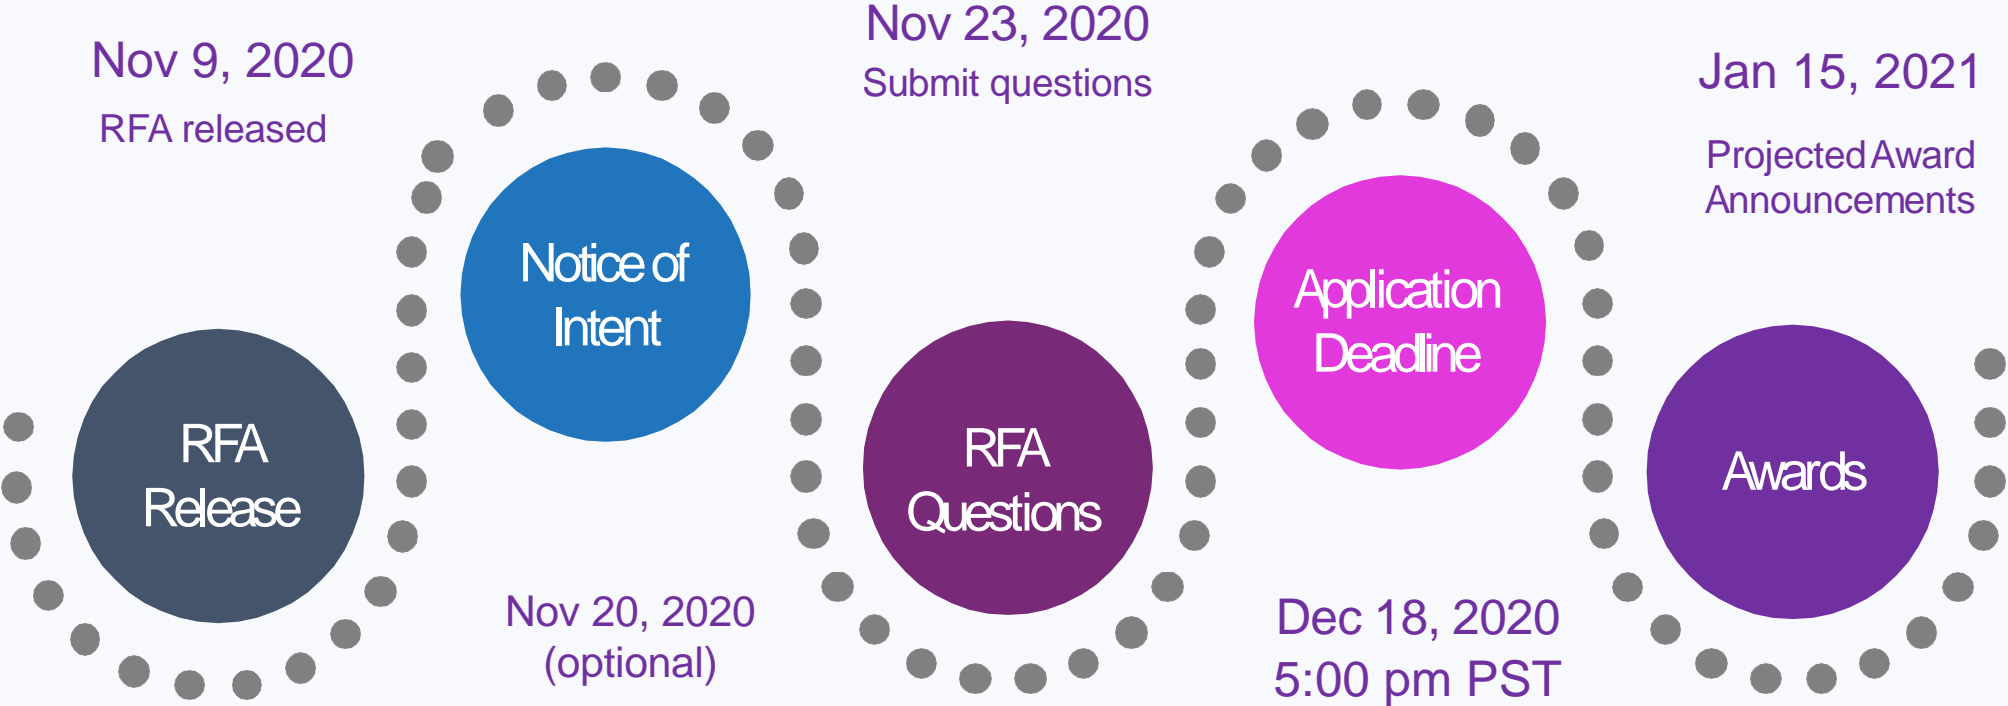 Nov 9, 2020
RFA released
RFA
Release
Notice of
Intent
Nov 20, 2020
(optional)
Nov 23, 2020
Submit questions
RFA
Questions
Application
Deadline
Dec 18, 2020
5:00 pm PST
Jan 15, 2021
Projected Award
Announcements
Awards